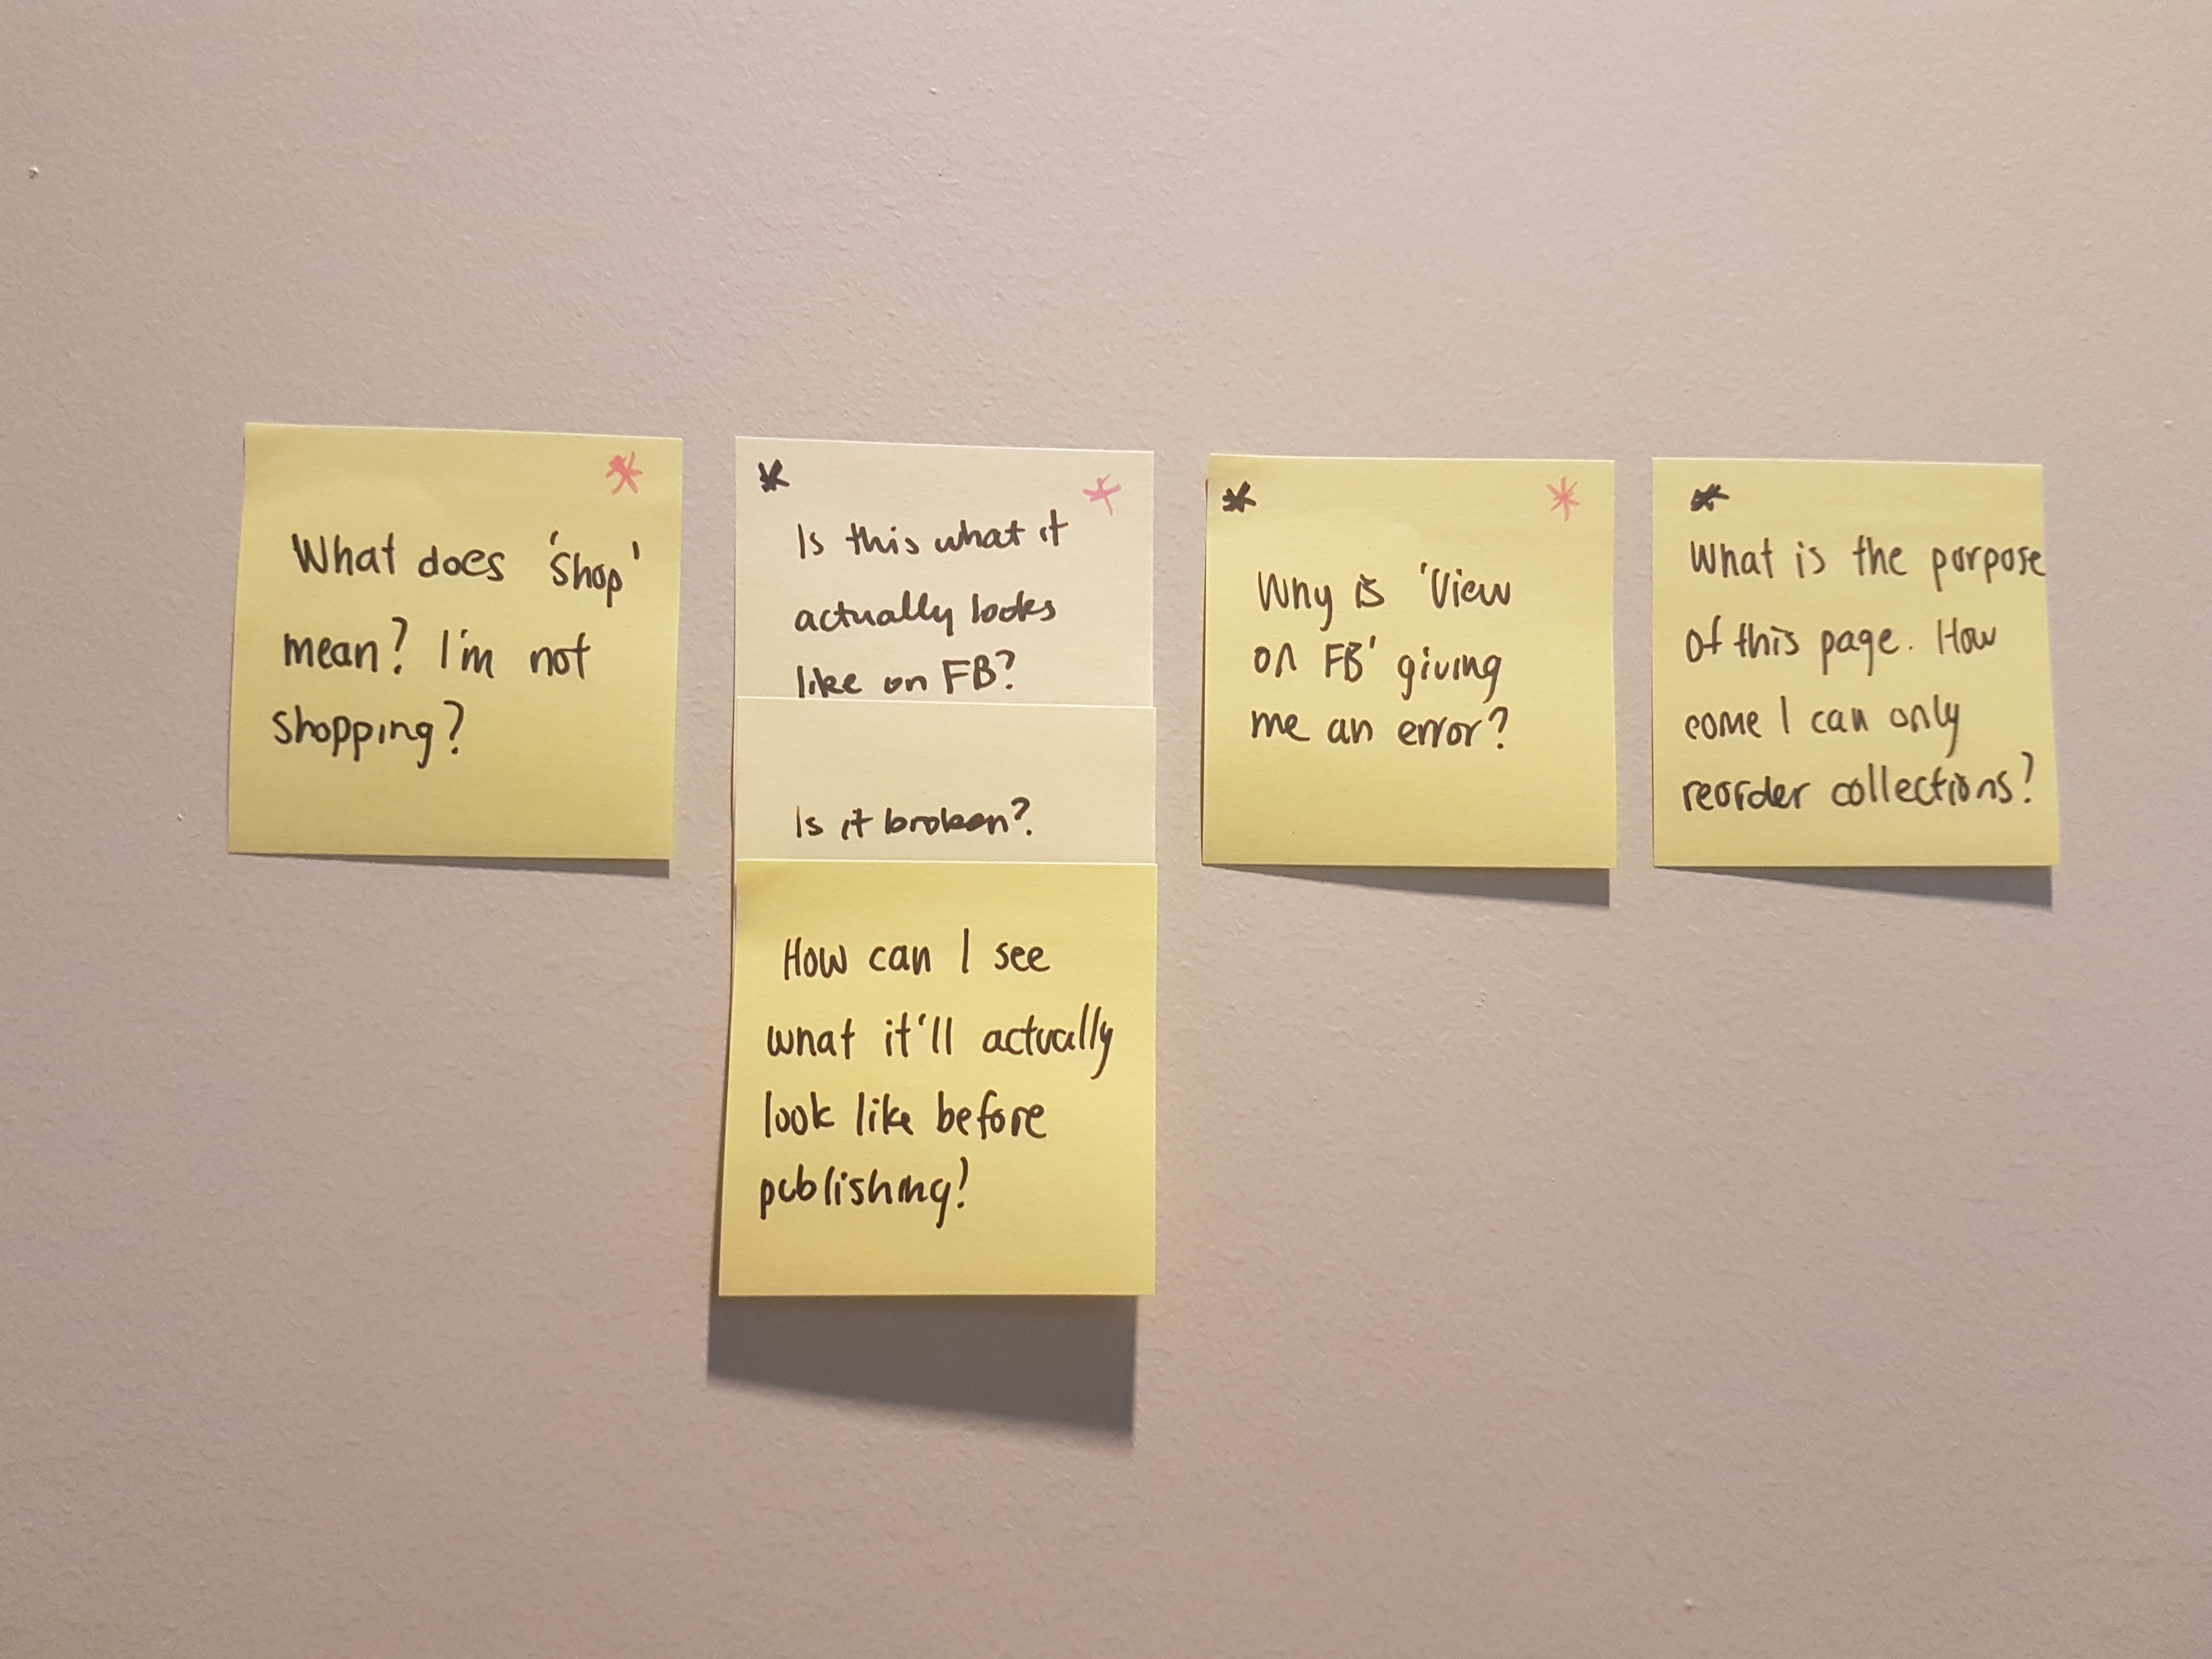 What does 'shop'
mean? I'm not
shopping?
Is this what it
actually looks
like on FB?
Is it broken?
How can I see
what it'll actually
look like before
publishing?
Why is 'View
on FB' giving
me an error?
What is the porpose
of this page. How
come I can only
reorder collections?